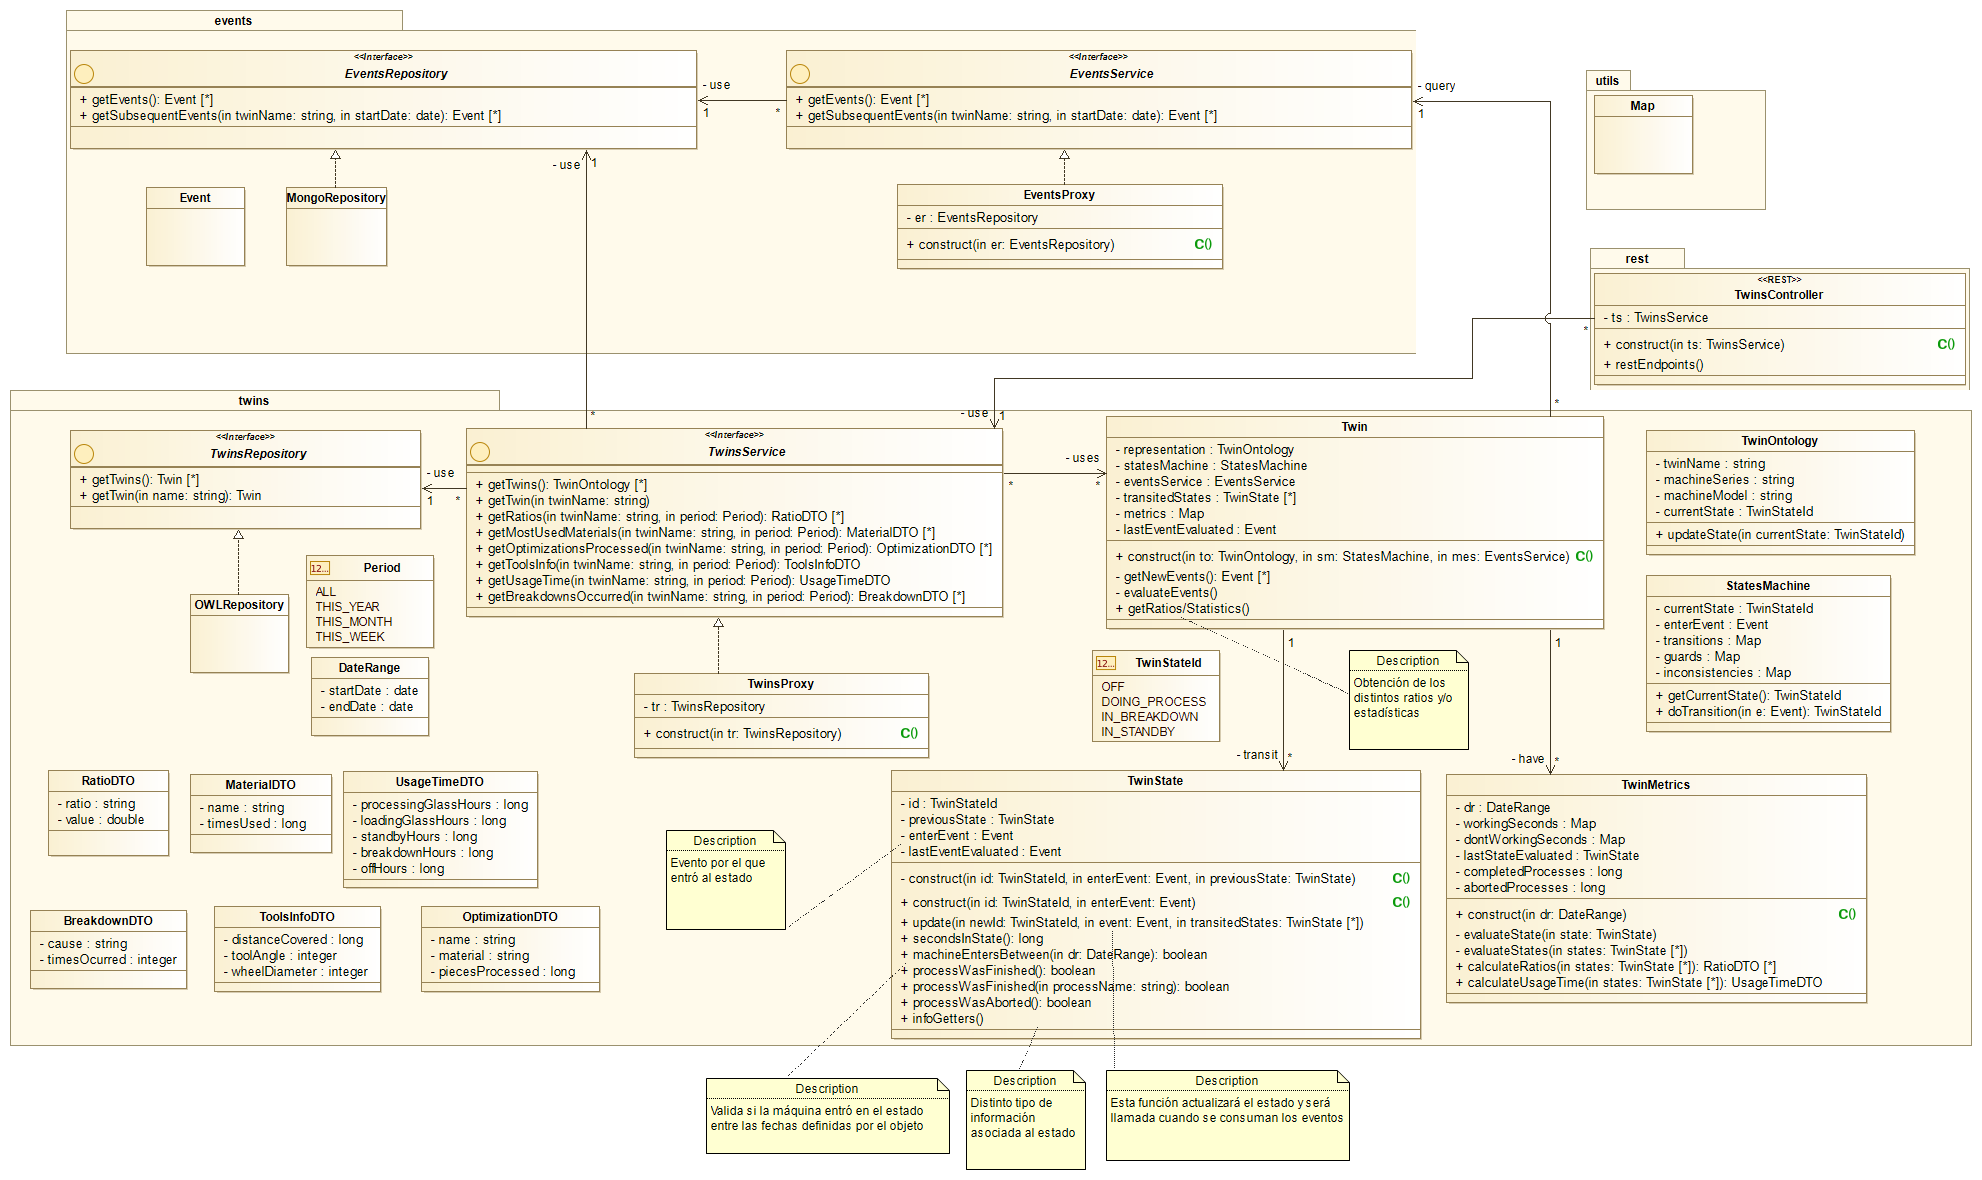 events
<<Interface>>
EventsRepository
+ getEvents(): Event [*]
+ getSubsequentEvents(in twinName: string, in startDate: date): Event [*]
- use
1
*
<<Interface>>
EventsService
+ getEvents(): Event [*]
+ getSubsequentEvents(in twinName: string, in startDate: date): Event [*]
- query
1
utils
Map
- use
1
Event
MongoRepository
EventsProxy
- er : EventsRepository
+ construct(in er: EventsRepository) C()
rest
<<REST>>
TwinsController
- ts : TwinsService
+ construct(in ts: TwinsService) C()
+ restEndpoints()
*
twins
*
- use
1
*
<<Interface>>
TwinsRepository
+ getTwins(): Twin [*]
+ getTwin(in name: string): Twin
- use
1
*
<<Interface>>
TwinsService
+ getTwins(): TwinOntology [*]
+ getTwin(in twinName: string)
+ getRatios(in twinName: string, in period: Period): RatioDTO [*]
+ getMostUsedMaterials(in twinName: string, in period: Period): MaterialDTO [*]
+ getOptimizationsProcessed(in twinName: string, in period: Period): OptimizationDTO [*]
+ getToolsInfo(in twinName: string, in period: Period): ToolsInfoDTO
+ getUsageTime(in twinName: string, in period: Period): UsageTimeDTO
+ getBreakdownsOccurred(in twinName: string, in period: Period): BreakdownDTO [*]
- uses
*
*
Twin
- representation : TwinOntology
- statesMachine : StatesMachine
- eventsService : EventsService
- transitedStates : TwinState [*]
- metrics : Map
- lastEventEvaluated : Event
+ construct(in to: TwinOntology, in sm: StatesMachine, in mes: EventsService) C()
- getNewEvents(): Event [*]
- evaluateEvents()
+ getRatios/Statistics()
TwinOntology
- twinName : string
- machineSeries : string
- machineModel : string
- currentState : TwinStateId
+ updateState(in currentState: TwinStateId)
OWLRepository
12...
Period
ALL
THIS_YEAR
THIS_MONTH
THIS_WEEK
DateRange
- startDate : date
- endDate : date
TwinsProxy
- tr : TwinsRepository
+ construct(in tr: TwinsRepository) C()
12...
TwinStateId
OFF
DOING_PROCESS
IN_BREAKDOWN
IN_STANDBY
1
Description
Obtención de los
distintos ratios y/o
estadísticas
1
StatesMachine
- currentState : TwinStateId
- enterEvent : Event
- transitions : Map
- guards : Map
- inconsistencies : Map
+ getCurrentState(): TwinStateId
+ doTransition(in e: Event): TwinStateId
- transit
*
- have
*
RatioDTO
- ratio : string
- value : double
MaterialDTO
- name : string
- timesUsed : long
UsageTimeDTO
- processingGlassHours : long
- loadingGlassHours : long
- standbyHours : long
- breakdownHours : long
- offHours : long
Description
Evento por el que
entró al estado
TwinState
- id : TwinStateId
- previousState : TwinState
- enterEvent : Event
- lastEventEvaluated : Event
- construct(in id: TwinStateId, in enterEvent: Event, in previousState: TwinState) C()
+ construct(in id: TwinStateId, in enterEvent: Event) C()
+ update(in newId: TwinStateId, in event: Event, in transitedStates: TwinState [*])
+ secondsInState(): long
+ machineEntersBetween(in dr: DateRange): boolean
+ processWasFinished(): boolean
+ processWasFinished(in processName: string): boolean
+ processWasAborted(): boolean
+ infoGetters()
TwinMetrics
- dr : DateRange
- workingSeconds : Map
- dontWorkingSeconds : Map
- lastStateEvaluated : TwinState
- completedProcesses : long
- abortedProcesses : long
+ construct(in dr: DateRange) C()
- evaluateState(in state: TwinState)
- evaluateStates(in states: TwinState [*])
+ calculateRatios(in states: TwinState [*]): RatioDTO [*]
+ calculateUsageTime(in states: TwinState [*]): UsageTimeDTO
BreakdownDTO
- cause : string
- timesOcurred : integer
ToolsInfoDTO
- distanceCovered : long
- toolAngle : integer
- wheelDiameter : integer
OptimizationDTO
- name : string
- material : string
- piecesProcessed : long
Description
Valida si la máquina entró en el estado
entre las fechas definidas por el objeto
Description
Distinto tipo de
información
asociada al estado
Description
Esta función actualizará el estado y será
llamada cuando se consuman los eventos